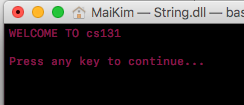 MaiKim — String.dll — bas
WELCOME TO cs131
Press any key to continue...